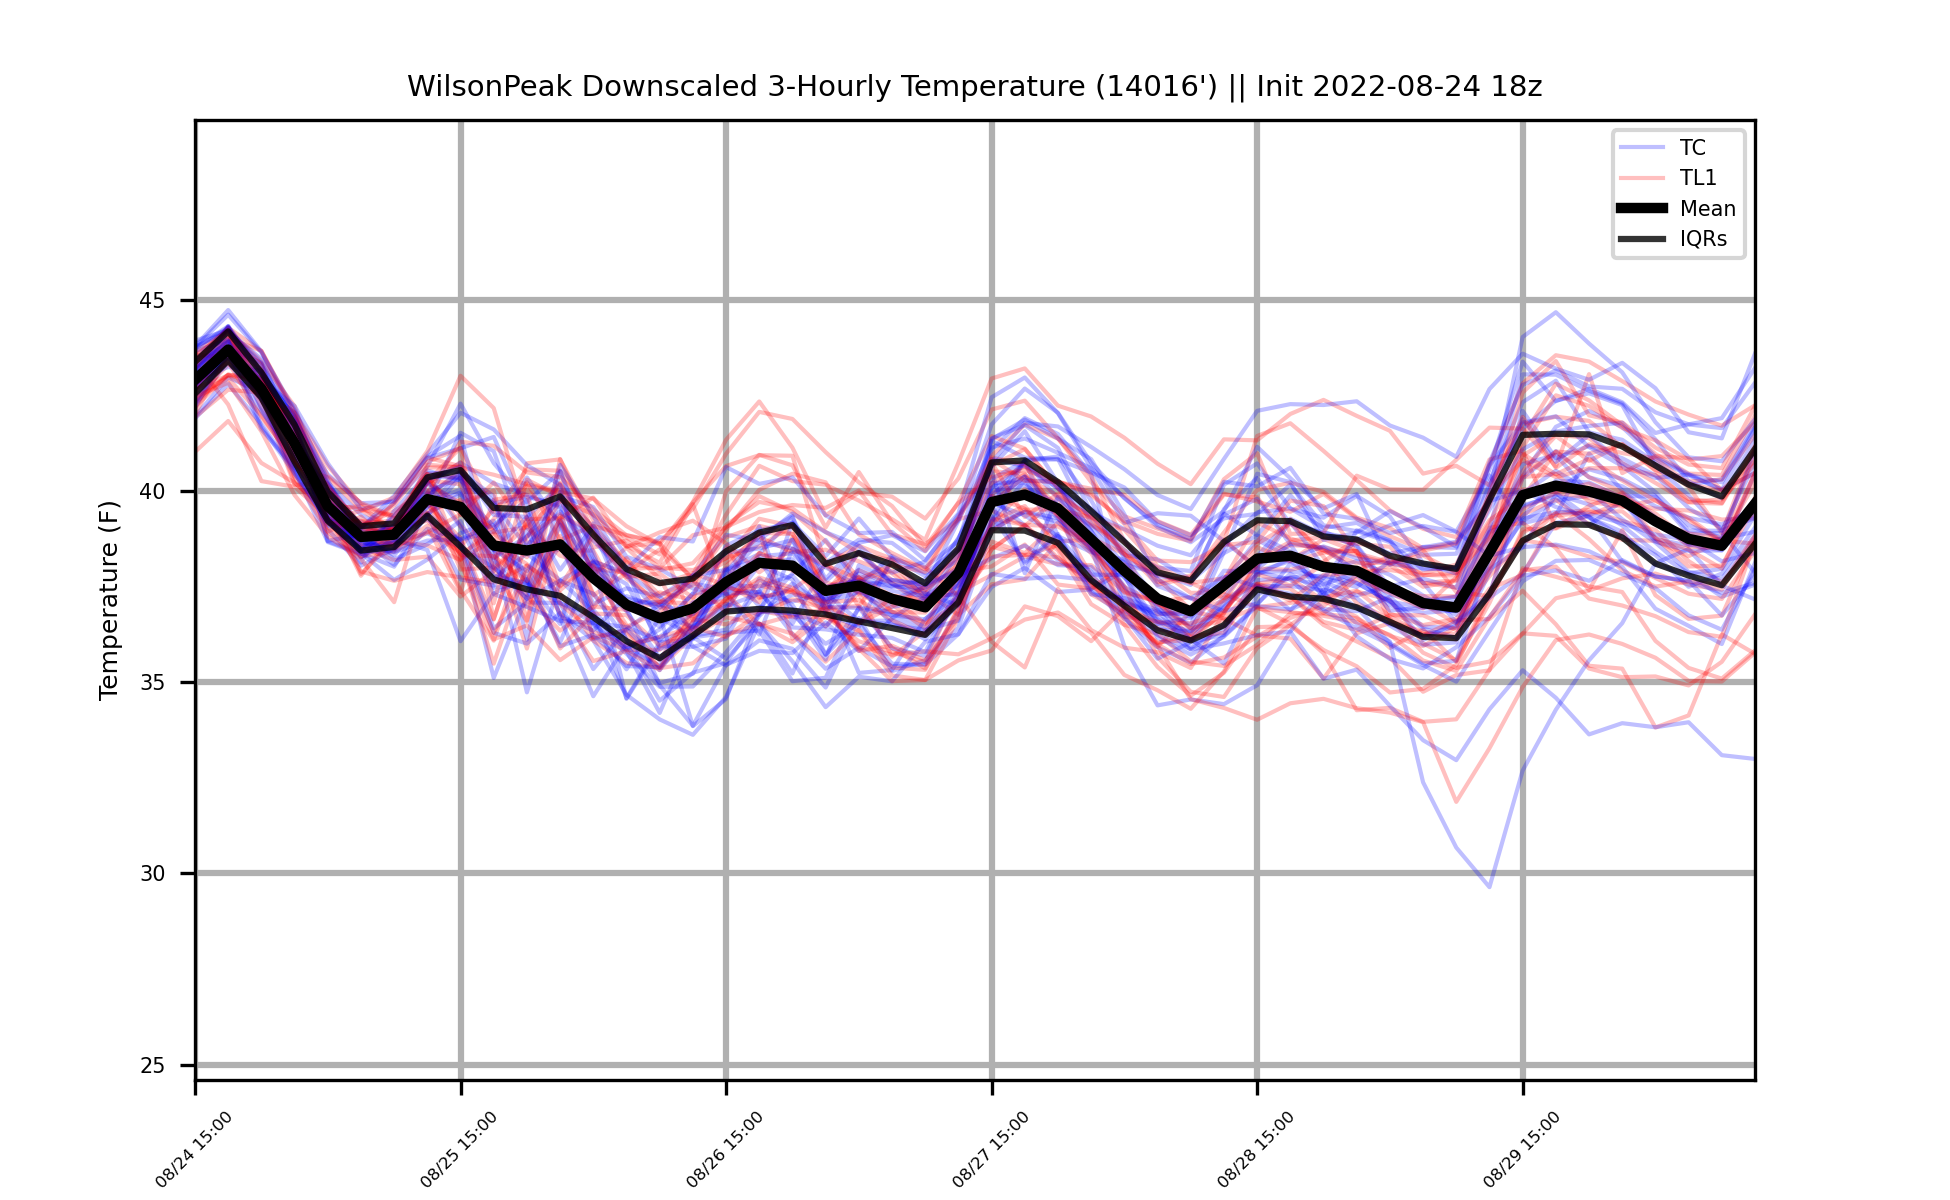 WilsonPeak Downscaled 3-Hourly Temperature (14016') || Init 2022-08-24 18z
TC
TL1
Mean
IQRs
Temperature (F)
45
40
35
30
25
08/24 15:00
08/25 15:00
08/26 15:00
08/27 15:00
08/28 15:00
08/29 15:00